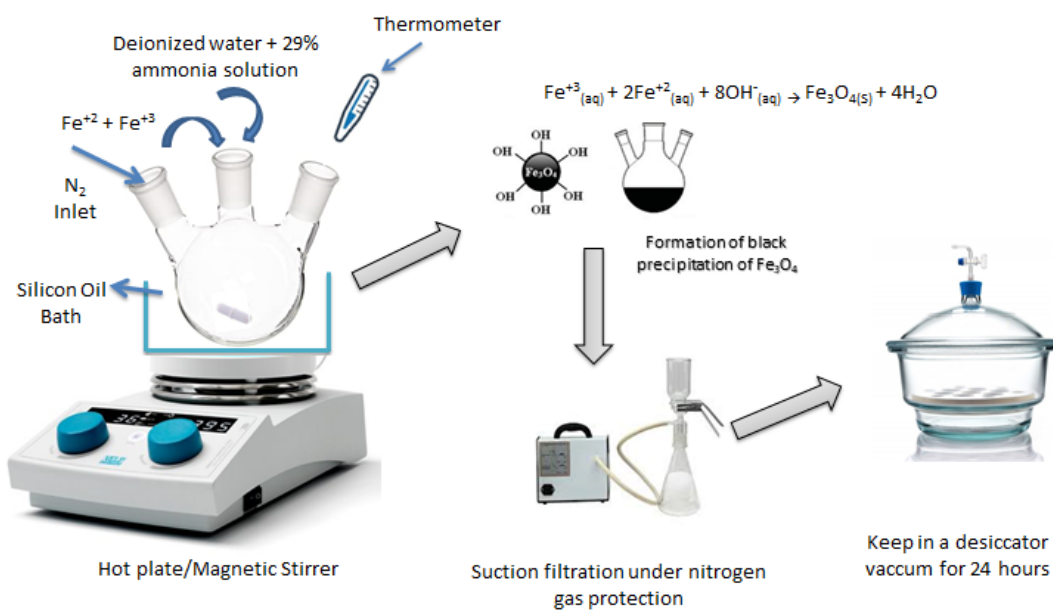 Thermometer
Deionized water + 29%
ammonia solution
Fe⁺² + Fe⁺³
N₂
Inlet
Silicon Oil
Bath
Hot plate/Magnetic Stirrer
Fe⁺³(aq) + 2Fe⁺²(aq) + 8OH⁻(aq) → Fe₃O₄(S) + 4H₂O
OH
OH
OH
Fe₃O₄
OH
OH
OH
Formation of black
precipitation of Fe₃O₄
Suction filtration under nitrogen
gas protection
Keep in a desiccator
vaccum for 24 hours